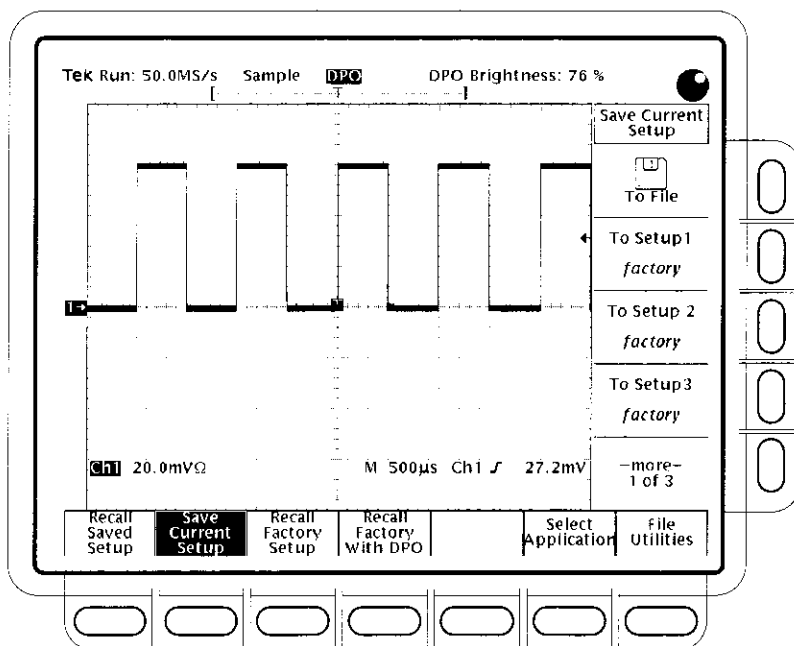 Tek Run: 50.0MS/s Sample DPO DPO Brightness: 76 %
[ T ]
Save Current
Setup
To File
To Setup1
factory
1→
T
To Setup 2
factory
To Setup3
factory
Ch1 20.0mVΩ M 500µs Ch1 ∫ 27.2mV
–more–
1 of 3
Recall
Saved
Setup
Save
Current
Setup
Recall
Factory
Setup
Recall
Factory
With DPO
Select
Application
File
Utilities